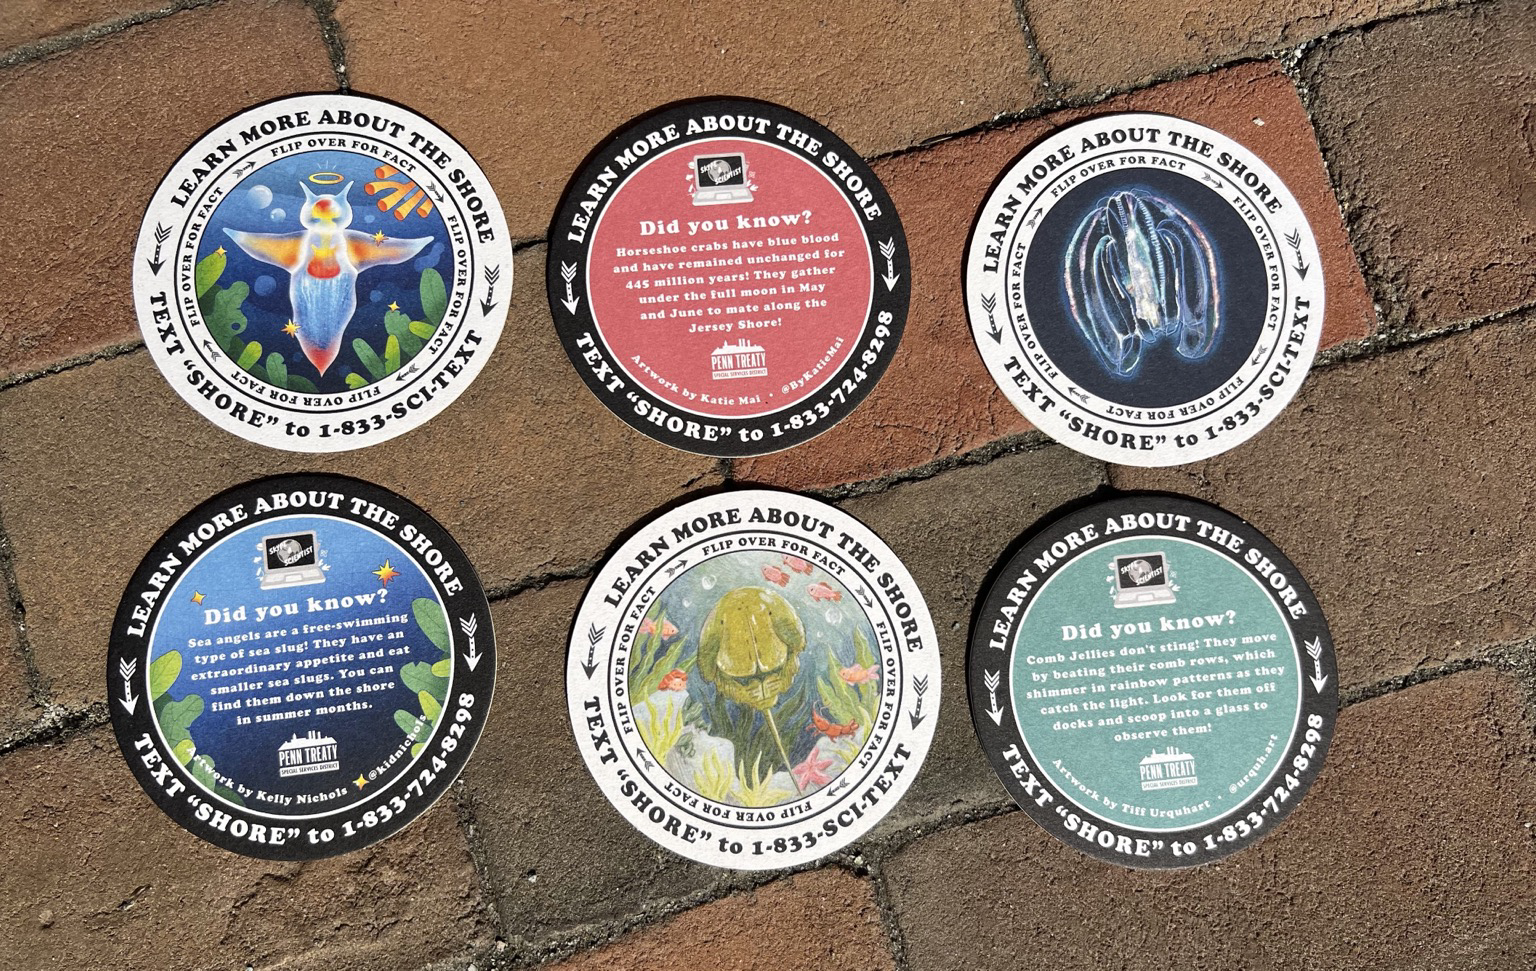 LEARN MORE ABOUT THE SHORE
FLIP OVER FOR FACT
FLIP OVER FOR FACT
FLIP OVER FOR FACT
FLIP OVER FOR FACT
TEXT “SHORE” to 1-833-SCI-TEXT
LEARN MORE ABOUT THE SHORE
SKYPE A SCIENTIST
Did you know?
Horseshoe crabs have blue blood
and have remained unchanged for
445 million years! They gather
under the full moon in May
and June to mate along the
Jersey Shore!
PENN TREATY
SPECIAL SERVICES DISTRICT
Artwork by Katie Mai • @ByKatieMai
TEXT “SHORE” to 1-833-724-8298
LEARN MORE ABOUT THE SHORE
FLIP OVER FOR FACT
FLIP OVER FOR FACT
FLIP OVER FOR FACT
FLIP OVER FOR FACT
TEXT “SHORE” to 1-833-SCI-TEXT
LEARN MORE ABOUT THE SHORE
SKYPE A SCIENTIST
Did you know?
Sea angels are a free-swimming
type of sea slug! They have an
extraordinary appetite and eat
smaller sea slugs. You can
find them down the shore
in summer months.
PENN TREATY
SPECIAL SERVICES DISTRICT
Artwork by Kelly Nichols @kidnichols
TEXT “SHORE” to 1-833-724-8298
LEARN MORE ABOUT THE SHORE
FLIP OVER FOR FACT
FLIP OVER FOR FACT
FLIP OVER FOR FACT
FLIP OVER FOR FACT
TEXT “SHORE” to 1-833-SCI-TEXT
LEARN MORE ABOUT THE SHORE
SKYPE A SCIENTIST
Did you know?
Comb Jellies don't sting! They move
by beating their comb rows, which
shimmer in rainbow patterns as they
catch the light. Look for them off
docks and scoop into a glass to
observe them!
PENN TREATY
SPECIAL SERVICES DISTRICT
Artwork by Tiff Urquhart • @urquh.art
TEXT “SHORE” to 1-833-724-8298